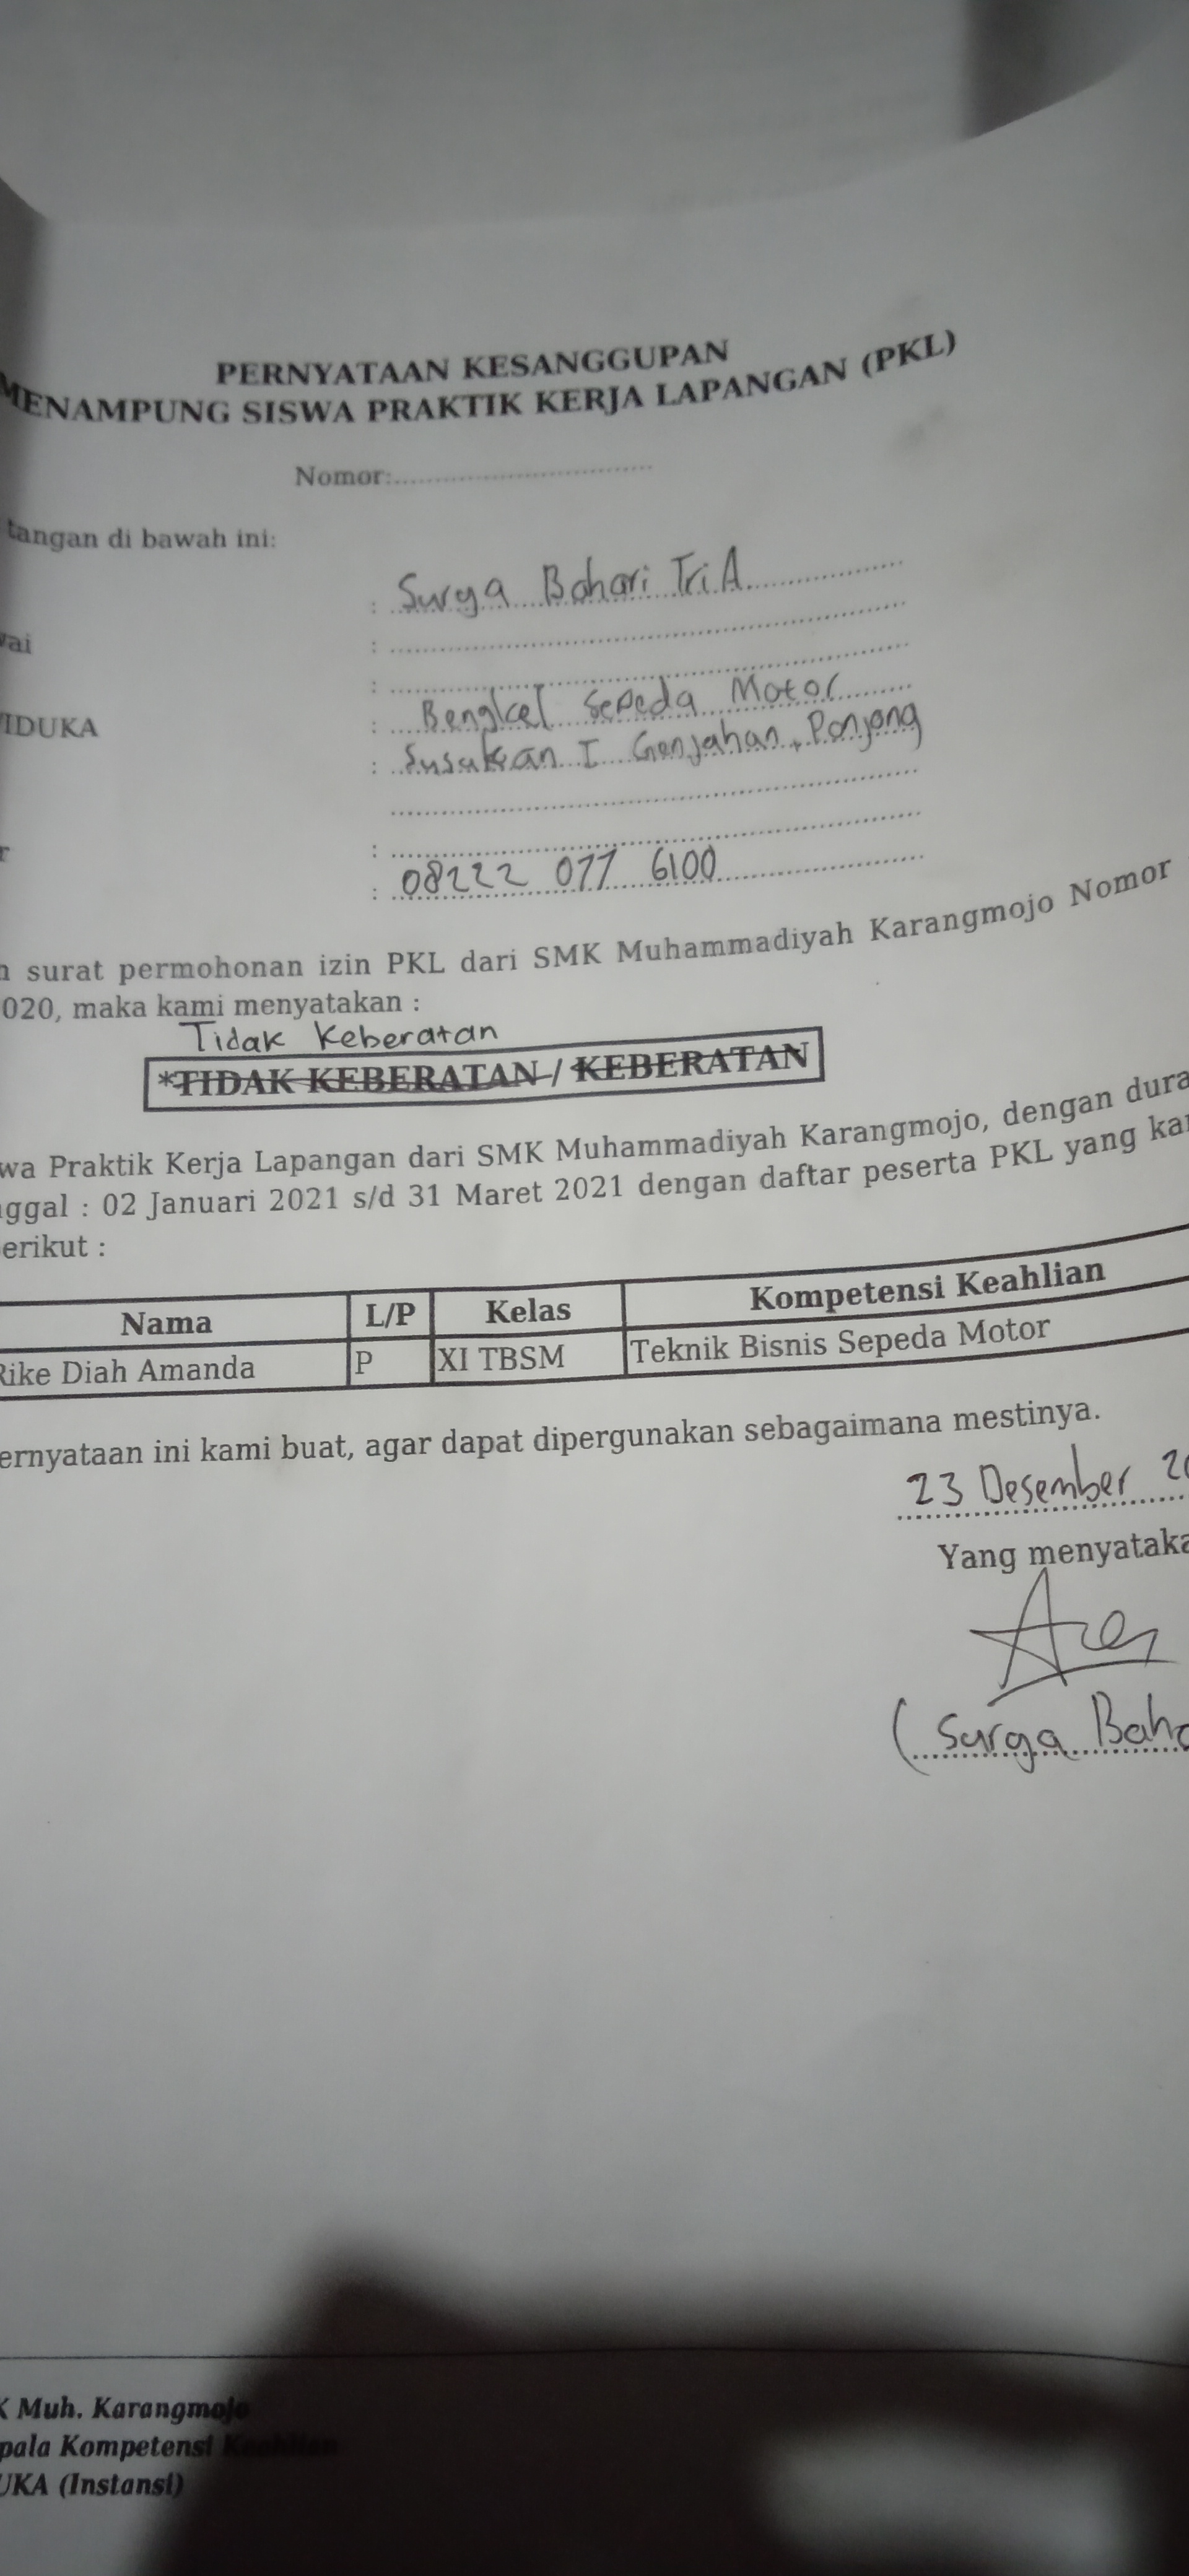 PERNYATAAN KESANGGUPAN
MENAMPUNG SISWA PRAKTIK KERJA LAPANGAN (PKL)
Nomor:
tangan di bawah ini:
: Surga Bahari Tri A
vai :
:
IDUKA : Bengkel Sepeda Motor
: Susukan I Genjahan, Ponjong
r :
: 08222 077 6100
n surat permohonan izin PKL dari SMK Muhammadiyah Karangmojo Nomor
020, maka kami menyatakan :
Tidak Keberatan
*TIDAK KEBERATAN / KEBERATAN
wa Praktik Kerja Lapangan dari SMK Muhammadiyah Karangmojo, dengan dura
nggal : 02 Januari 2021 s/d 31 Maret 2021 dengan daftar peserta PKL yang ka
erikut :
Nama L/P Kelas Kompetensi Keahlian
Rike Diah Amanda P XI TBSM Teknik Bisnis Sepeda Motor
ernyataan ini kami buat, agar dapat dipergunakan sebagaimana mestinya.
23 Desember 20
Yang menyataka
(Surga Baha
K Muh. Karangmojo
pala Kompetensi Keahlian
UKA (Instansi)